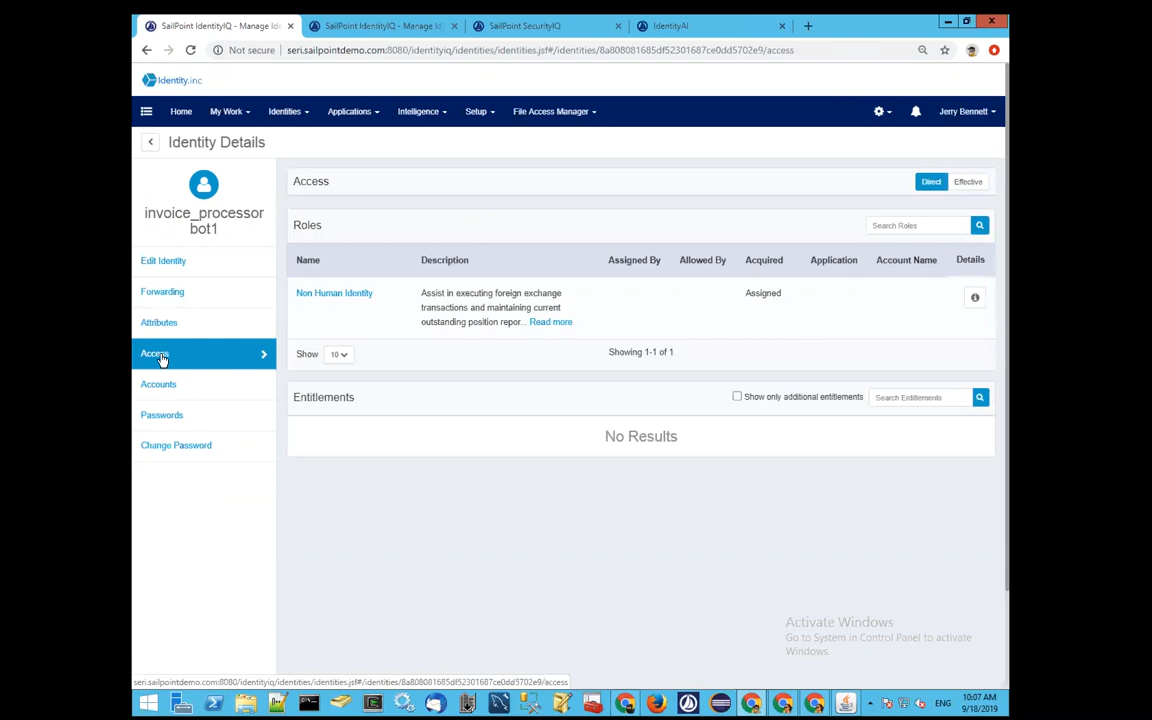 SailPoint IdentityIQ - Manage Id
SailPoint IdentityIQ - Manage Id
SailPoint SecurityIQ
IdentityAI
Not secure
seri.sailpointdemo.com:8080/identityiq/identities/identities.jsf#/identities/8a808081685df52301687ce0dd5702e9/access
Identity.inc
Home
My Work
Identities
Applications
Intelligence
Setup
File Access Manager
Jerry Bennett
Identity Details
invoice_processor
bot1
Edit Identity
Forwarding
Attributes
Access
Accounts
Passwords
Change Password
Access
Direct
Effective
Roles
Search Roles
Name
Description
Assigned By
Allowed By
Acquired
Application
Account Name
Details
Non Human Identity
Assist in executing foreign exchange
transactions and maintaining current
outstanding position repor... Read more
Assigned
Show
10
Showing 1-1 of 1
Entitlements
Show only additional entitlements
Search Entitlements
No Results
Activate Windows
Go to System in Control Panel to activate
Windows.
seri.sailpointdemo.com:8080/identityiq/identities/identities.jsf#/identities/8a808081685df52301687ce0dd5702e9/access
ENG
10:07 AM
9/18/2019